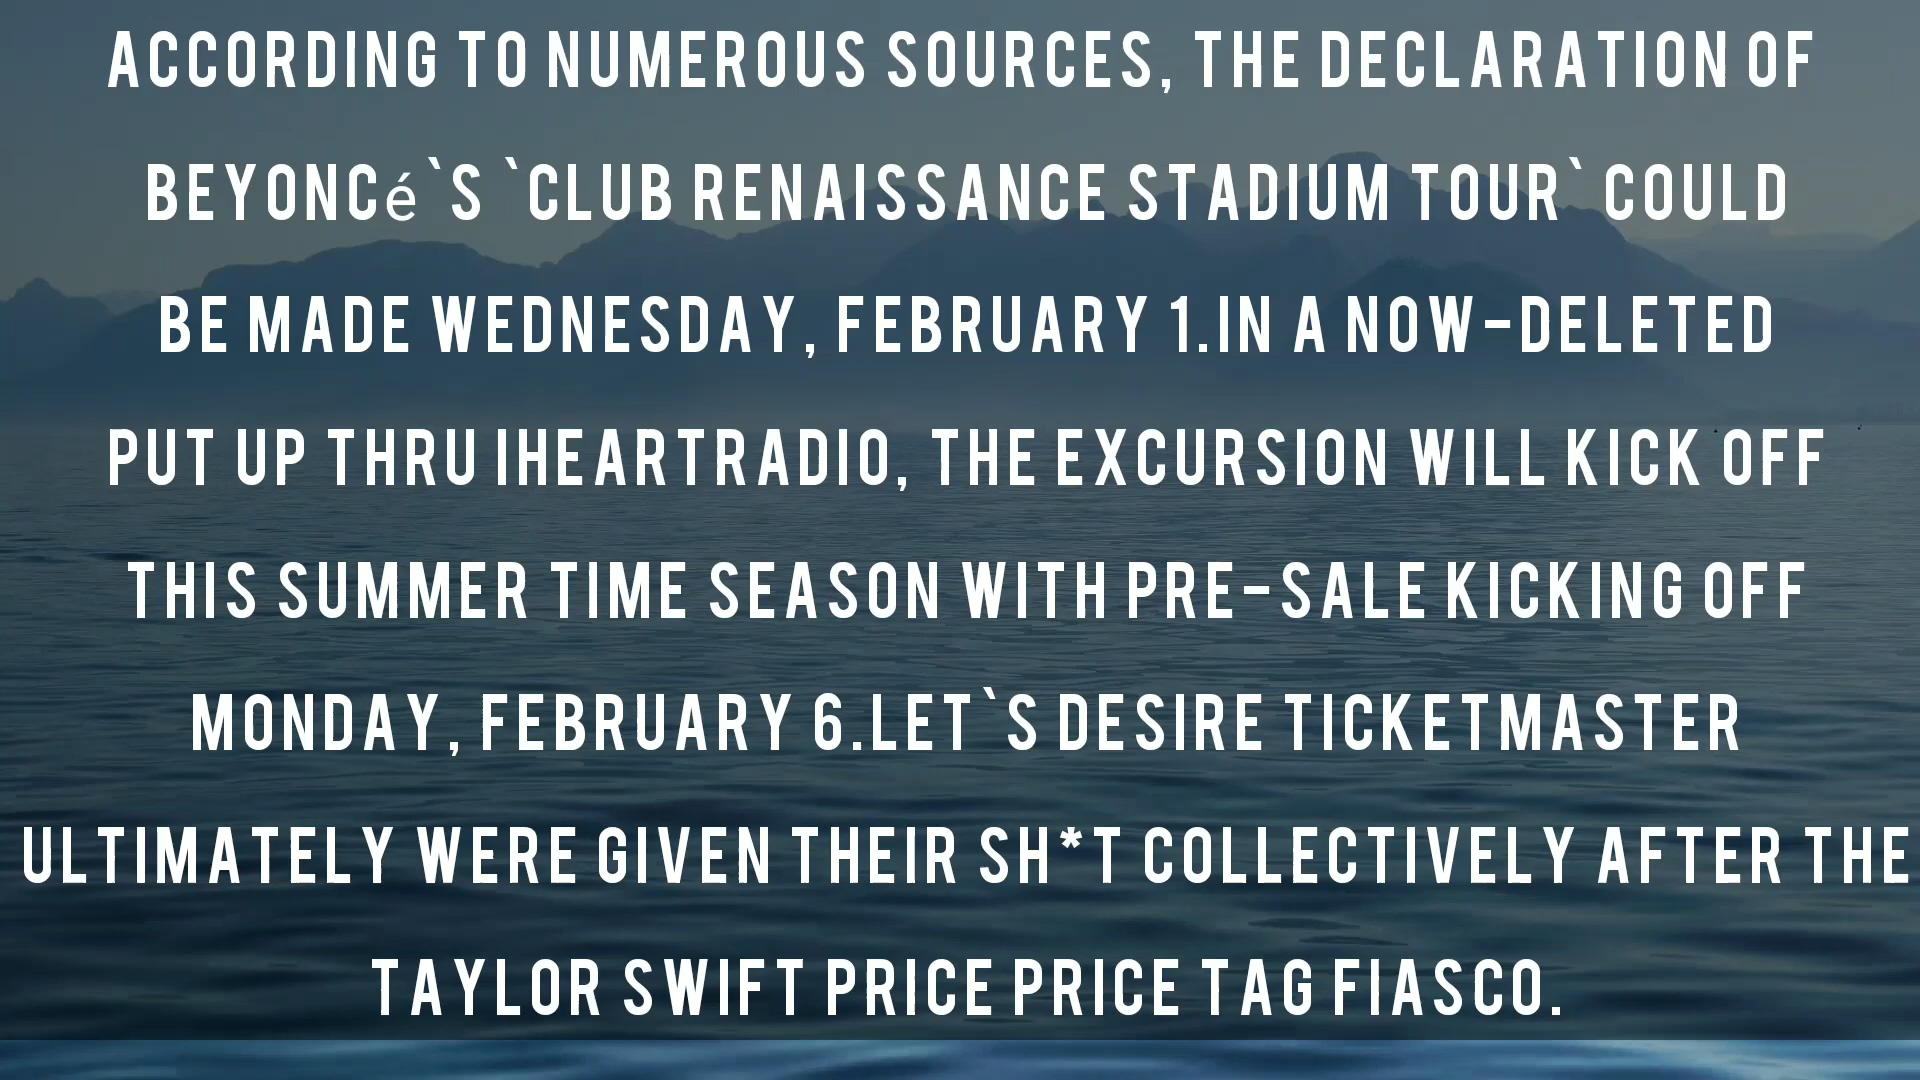 ACCORDING TO NUMEROUS SOURCES, THE DECLARATION OF
BEYONCé`S `CLUB RENAISSANCE STADIUM TOUR` COULD
BE MADE WEDNESDAY, FEBRUARY 1.IN A NOW-DELETED
PUT UP THRU IHEARTRADIO, THE EXCURSION WILL KICK OFF
THIS SUMMER TIME SEASON WITH PRE-SALE KICKING OFF
MONDAY, FEBRUARY 6.LET`S DESIRE TICKETMASTER
ULTIMATELY WERE GIVEN THEIR SH*T COLLECTIVELY AFTER THE
TAYLOR SWIFT PRICE PRICE TAG FIASCO.